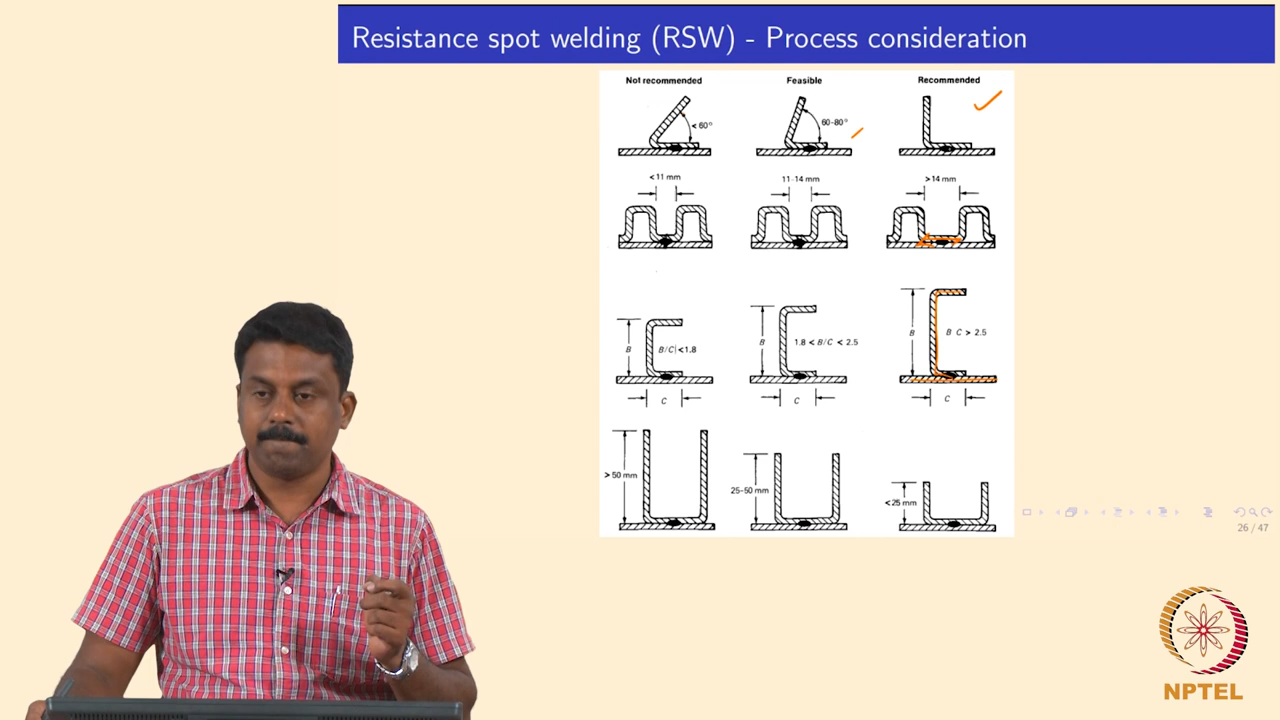 Resistance spot welding (RSW) - Process consideration
Not recommended
Feasible
Recommended
< 60°
60-80°
< 11 mm
11-14 mm
> 14 mm
B
B/C < 1.8
C
B
1.8 < B/C < 2.5
C
B
B C > 2.5
C
> 50 mm
25-50 mm
< 25 mm
26 / 47
NPTEL